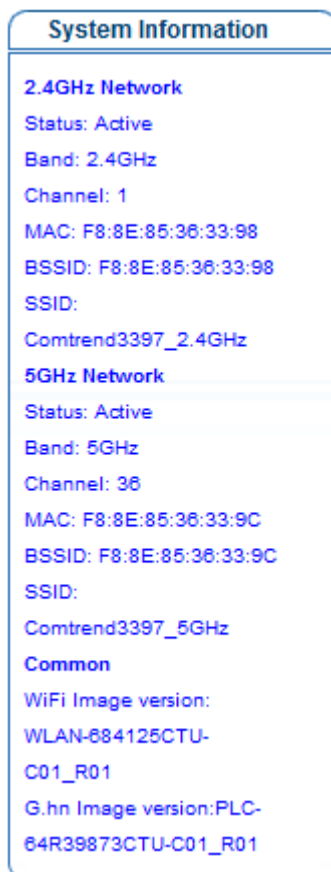 System Information
2.4GHz Network
Status: Active
Band: 2.4GHz
Channel: 1
MAC: F8:8E:85:36:33:98
BSSID: F8:8E:85:36:33:98
SSID:
Comtrend3397_2.4GHz
5GHz Network
Status: Active
Band: 5GHz
Channel: 36
MAC: F8:8E:85:36:33:9C
BSSID: F8:8E:85:36:33:9C
SSID:
Comtrend3397_5GHz
Common
WiFi Image version:
WLAN-684125CTU-
C01_R01
G.hn Image version:PLC-
64R39873CTU-C01_R01